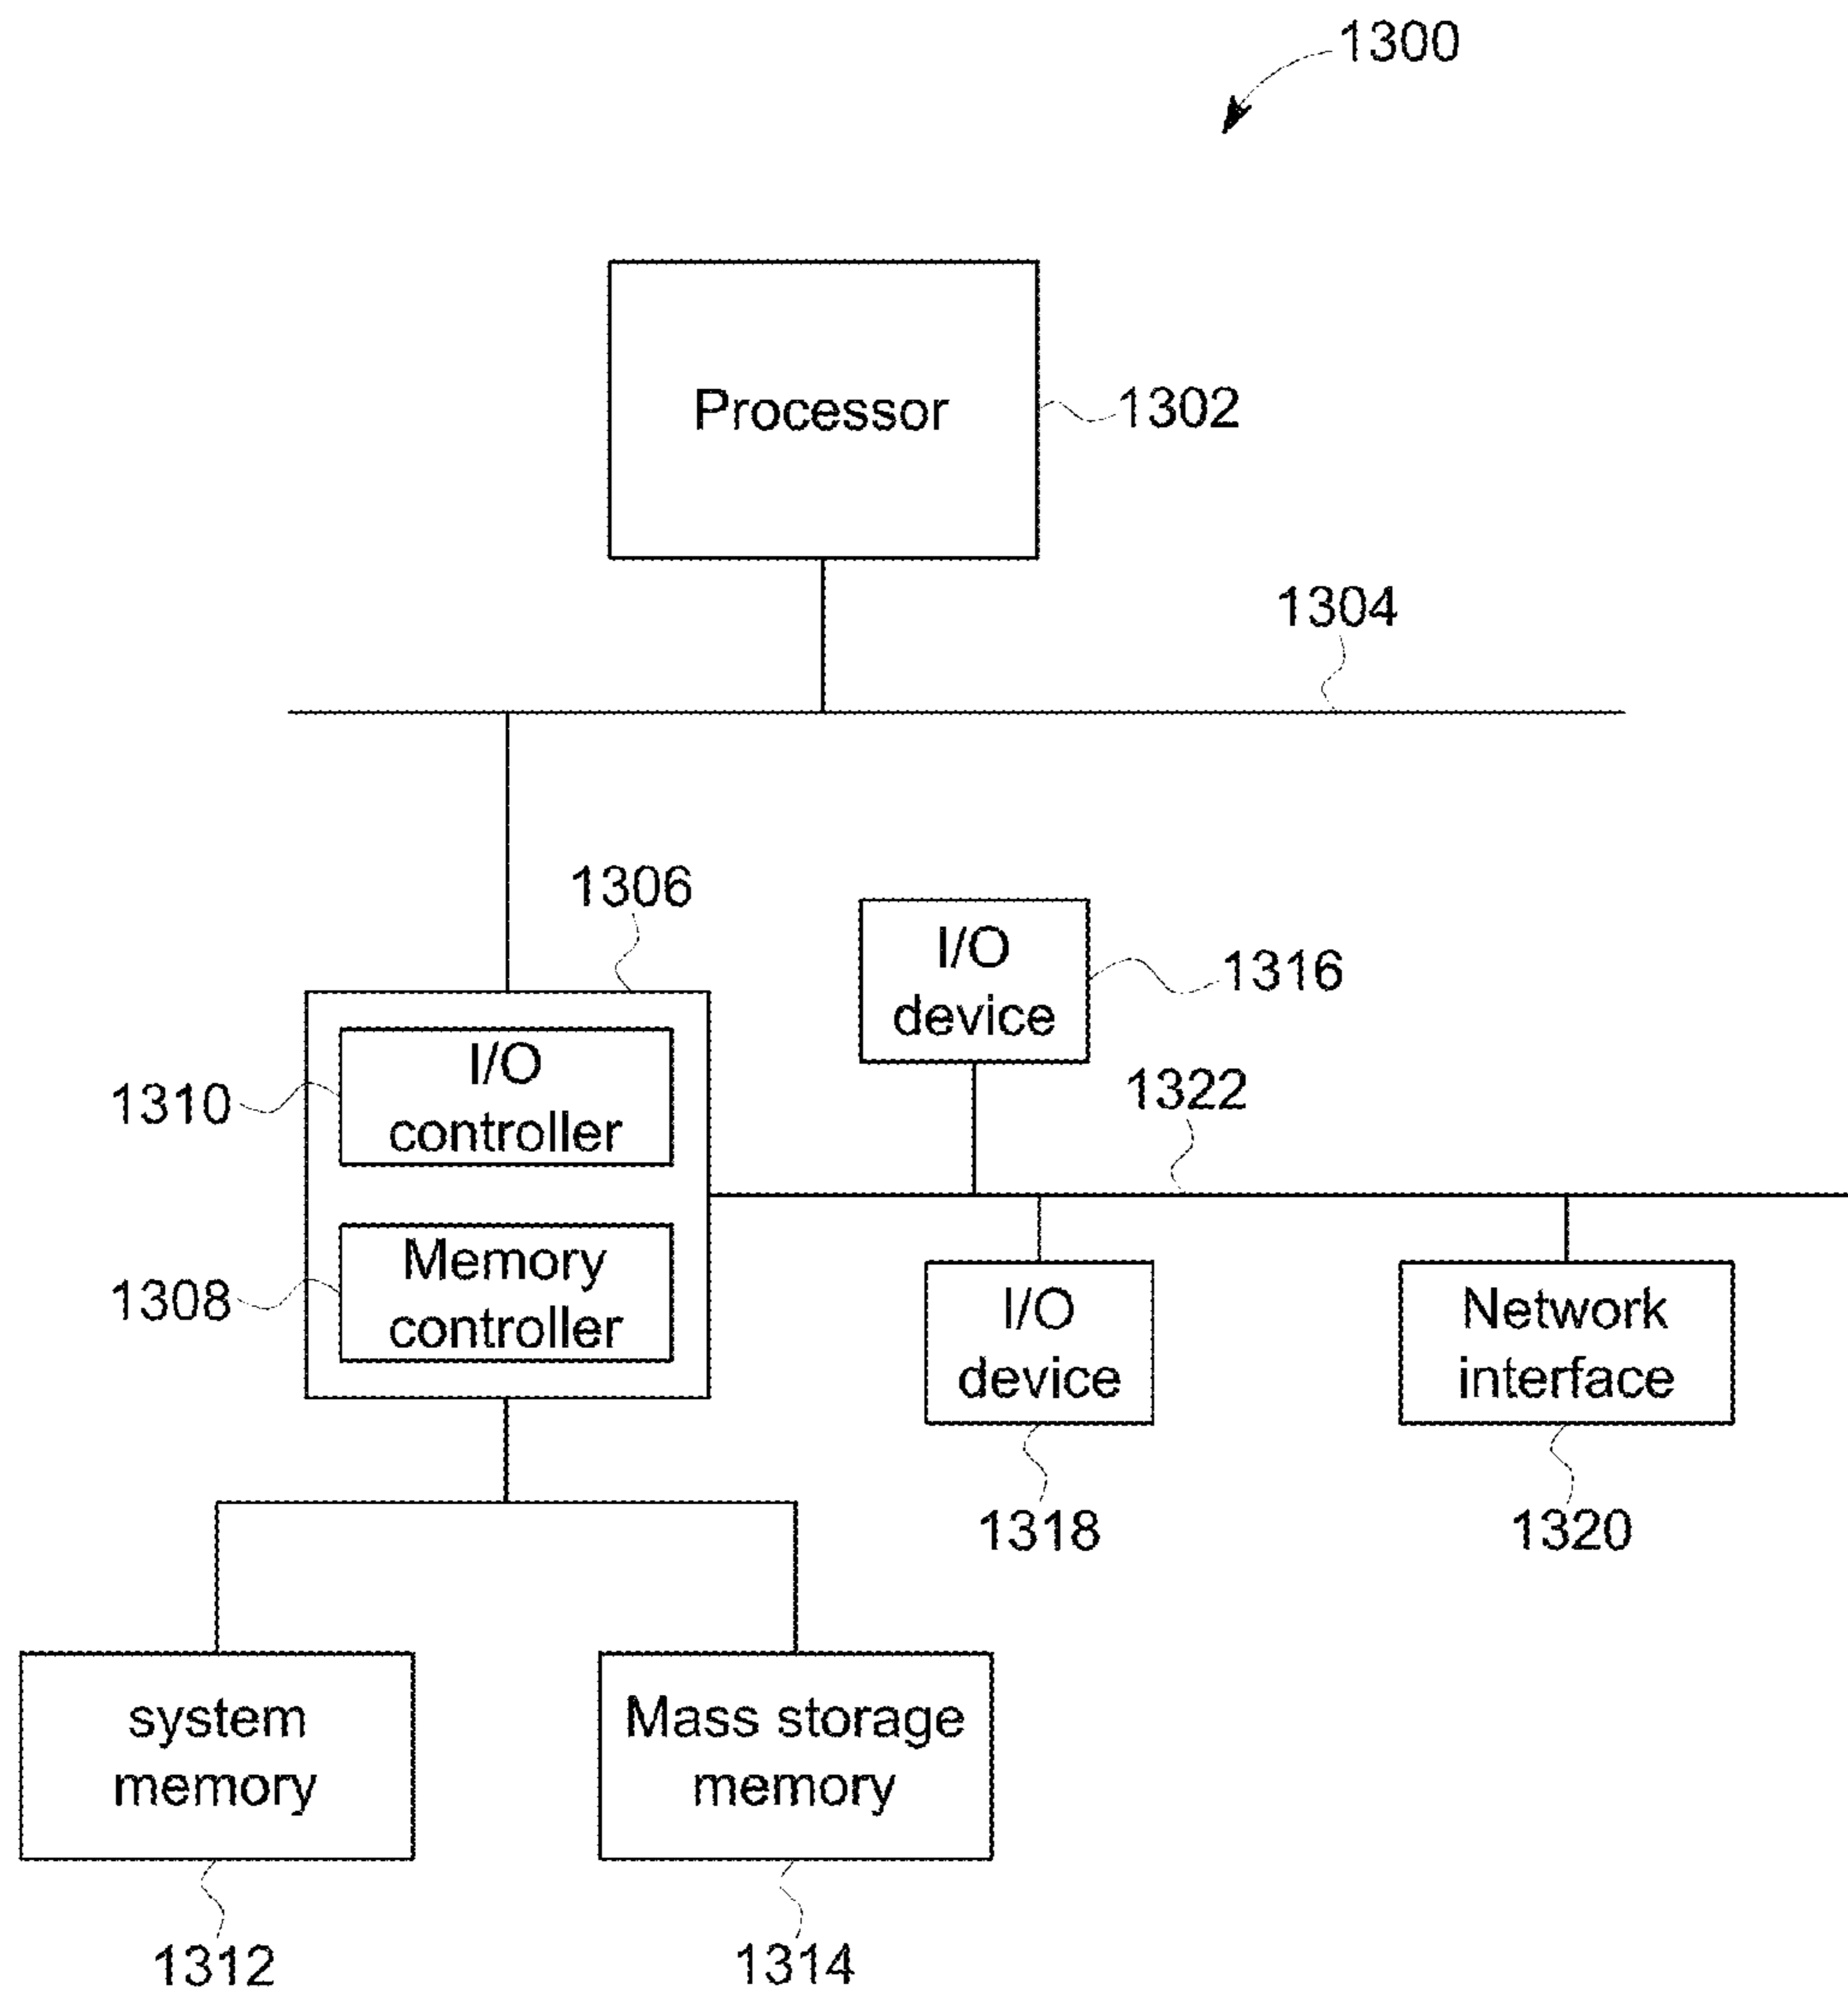 1300
Processor
1302
1304
1306
I/O
device
1316
I/O
controller
1310
1322
Memory
controller
1308
I/O
device
Network
interface
1318
1320
system
memory
Mass storage
memory
1312
1314